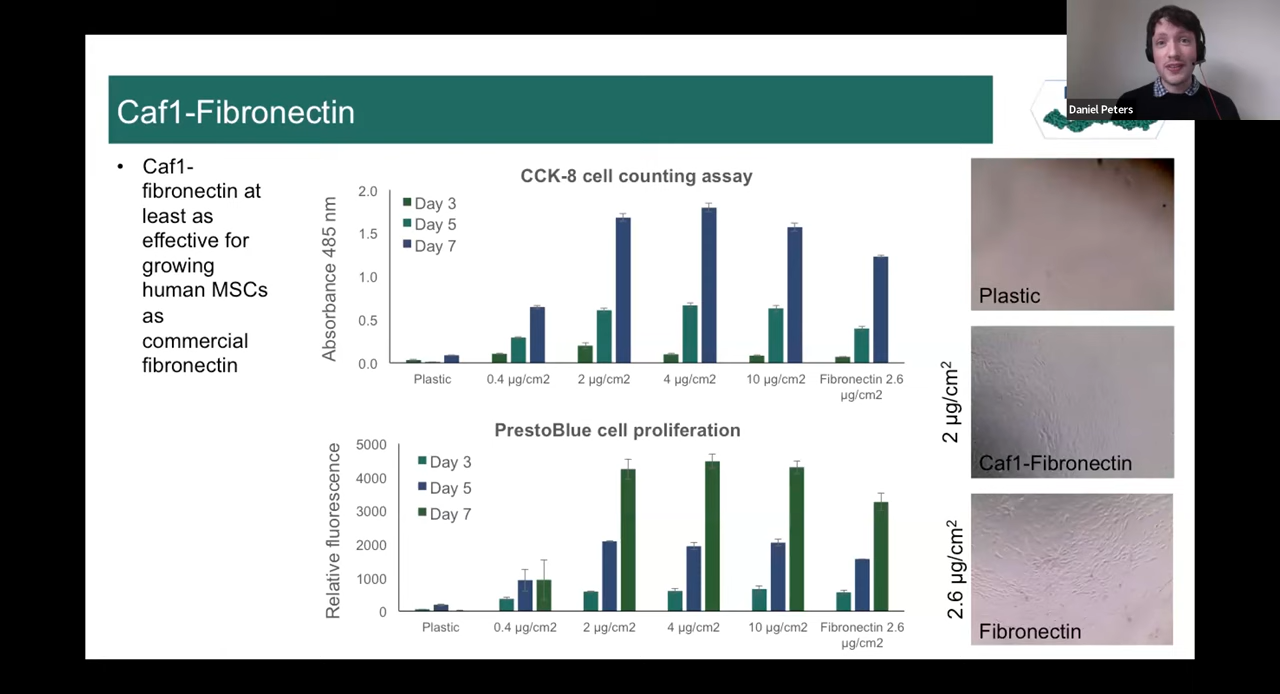 Daniel Peters
Caf1-Fibronectin
• Caf1-
fibronectin at
least as
effective for
growing
human MSCs
as
commercial
fibronectin
CCK-8 cell counting assay
Absorbance 485 nm
2.0
1.5
1.0
0.5
0.0
Day 3
Day 5
Day 7
Plastic
0.4 µg/cm2
2 µg/cm2
4 µg/cm2
10 µg/cm2
Fibronectin 2.6
µg/cm2
PrestoBlue cell proliferation
Relative fluorescence
5000
4000
3000
2000
1000
0
Day 3
Day 5
Day 7
Plastic
0.4 µg/cm2
2 µg/cm2
4 µg/cm2
10 µg/cm2
Fibronectin 2.6
µg/cm2
Plastic
2 µg/cm²
Caf1-Fibronectin
2.6 µg/cm²
Fibronectin